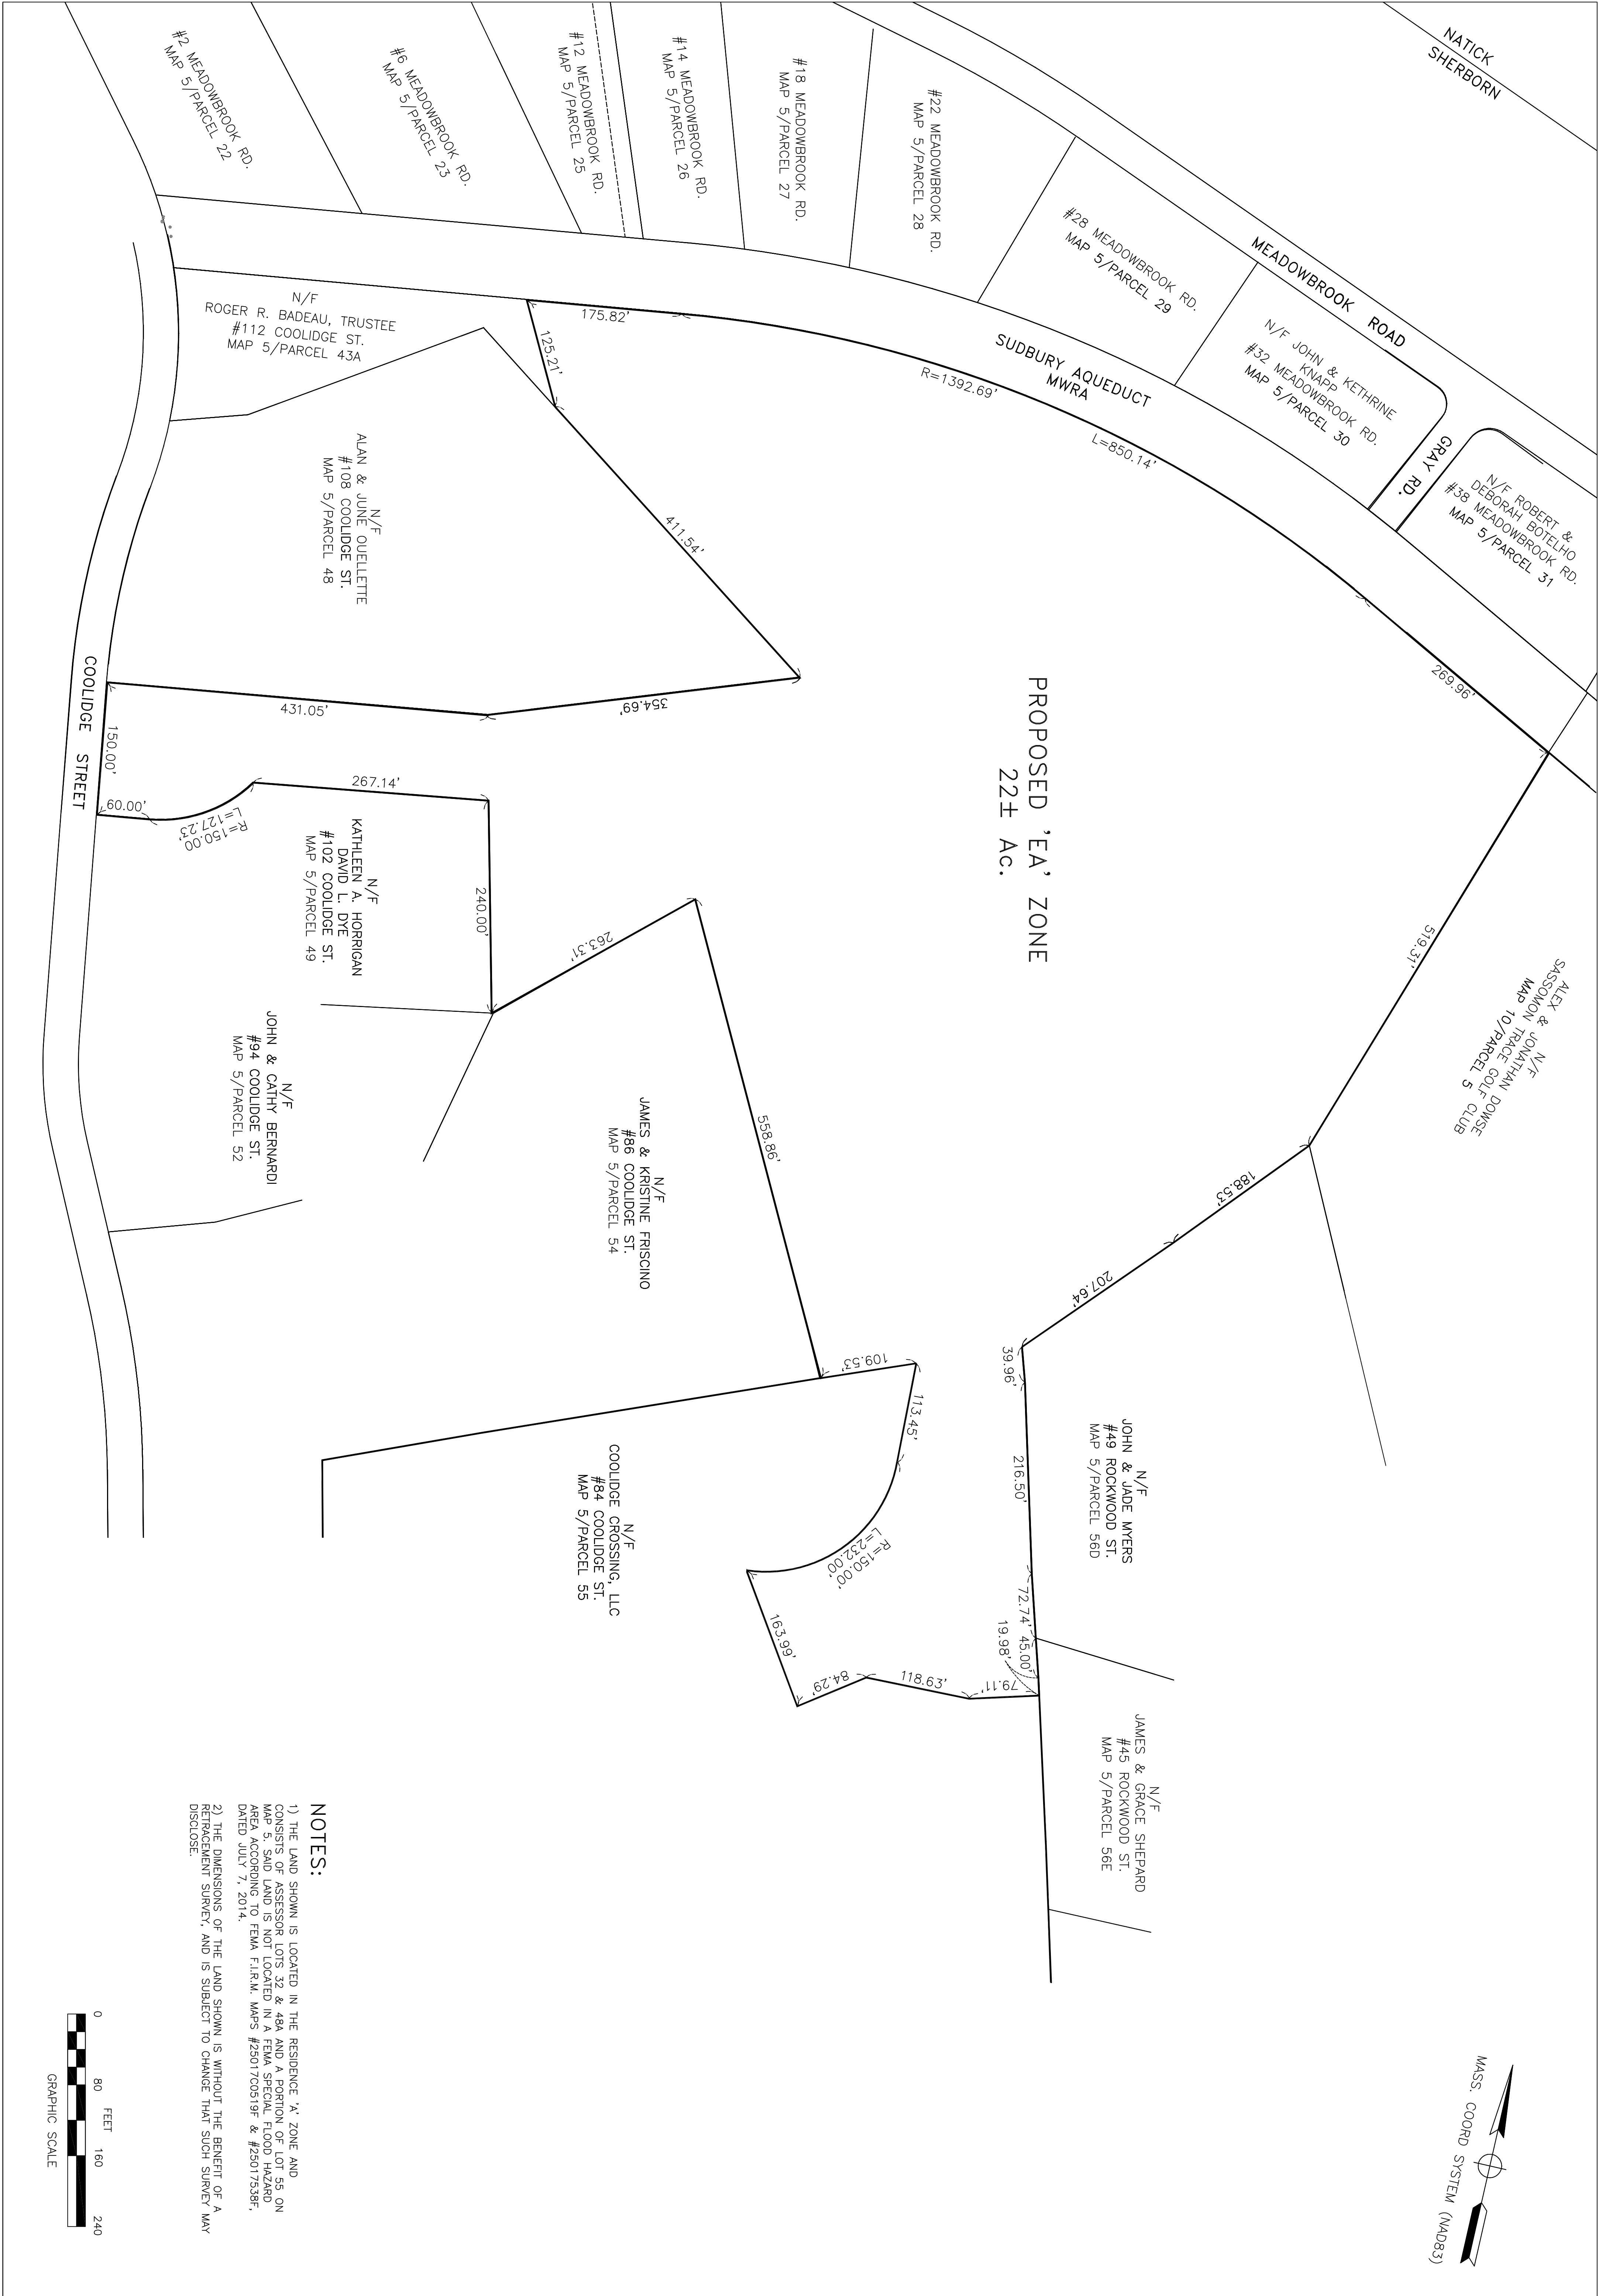 NATICK
SHERBORN
#2 MEADOWBROOK RD.
MAP 5/PARCEL 22
#6 MEADOWBROOK RD.
MAP 5/PARCEL 23
#12 MEADOWBROOK RD.
MAP 5/PARCEL 25
#14 MEADOWBROOK RD.
MAP 5/PARCEL 26
#18 MEADOWBROOK RD.
MAP 5/PARCEL 27
#22 MEADOWBROOK RD.
MAP 5/PARCEL 28
#28 MEADOWBROOK RD.
MAP 5/PARCEL 29
MEADOWBROOK ROAD
N/F JOHN & KETHRINE
KNAPP
#32 MEADOWBROOK RD.
MAP 5/PARCEL 30
GRAY RD.
N/F ROBERT &
DEBORAH BOTELHO
#38 MEADOWBROOK RD.
MAP 5/PARCEL 31
SUDBURY AQUEDUCT
MWRA
N/F
ROGER R. BADEAU, TRUSTEE
#112 COOLIDGE ST.
MAP 5/PARCEL 43A
175.82'
125.21'
R=1392.69'
L=850.14'
269.96'
411.54'
N/F
ALAN & JUNE OUELLETTE
#108 COOLIDGE ST.
MAP 5/PARCEL 48
354.69'
431.05'
COOLIDGE STREET
150.00'
60.00'
R=150.00'
L=127.23'
267.14'
240.00'
N/F
KATHLEEN A. HORRIGAN
DAVID L. DYE
#102 COOLIDGE ST.
MAP 5/PARCEL 49
PROPOSED 'EA' ZONE
22± Ac.
519.31'
N/F
ALEX & JONATHAN DOWSE
SASSOMON TRACE GOLF CLUB
MAP 10/PARCEL 5
263.31'
558.86'
N/F
JOHN & CATHY BERNARDI
#94 COOLIDGE ST.
MAP 5/PARCEL 52
N/F
JAMES & KRISTINE FRISCINO
#86 COOLIDGE ST.
MAP 5/PARCEL 54
188.53'
207.64'
39.96'
216.50'
72.74'
45.00'
19.98'
79.11'
118.63'
84.29'
163.99'
R=150.00'
L=232.00'
113.45'
109.53'
N/F
JOHN & JADE MYERS
#49 ROCKWOOD ST.
MAP 5/PARCEL 56D
N/F
COOLIDGE CROSSING, LLC
#84 COOLIDGE ST.
MAP 5/PARCEL 55
N/F
JAMES & GRACE SHEPARD
#45 ROCKWOOD ST.
MAP 5/PARCEL 56E
NOTES:
1) THE LAND SHOWN IS LOCATED IN THE RESIDENCE 'A' ZONE AND
CONSISTS OF ASSESSOR LOTS 32 & 48A AND A PORTION OF LOT 55 ON
MAP 5. SAID LAND IS NOT LOCATED IN A FEMA SPECIAL FLOOD HAZARD
AREA ACCORDING TO FEMA F.I.R.M. MAPS #25017C0519F & #25017538F,
DATED JULY 7, 2014.
2) THE DIMENSIONS OF THE LAND SHOWN IS WITHOUT THE BENEFIT OF A
RETRACEMENT SURVEY, AND IS SUBJECT TO CHANGE THAT SUCH SURVEY MAY
DISCLOSE.
MASS. COORD SYSTEM (NAD83)
0 80 160 240
FEET
GRAPHIC SCALE